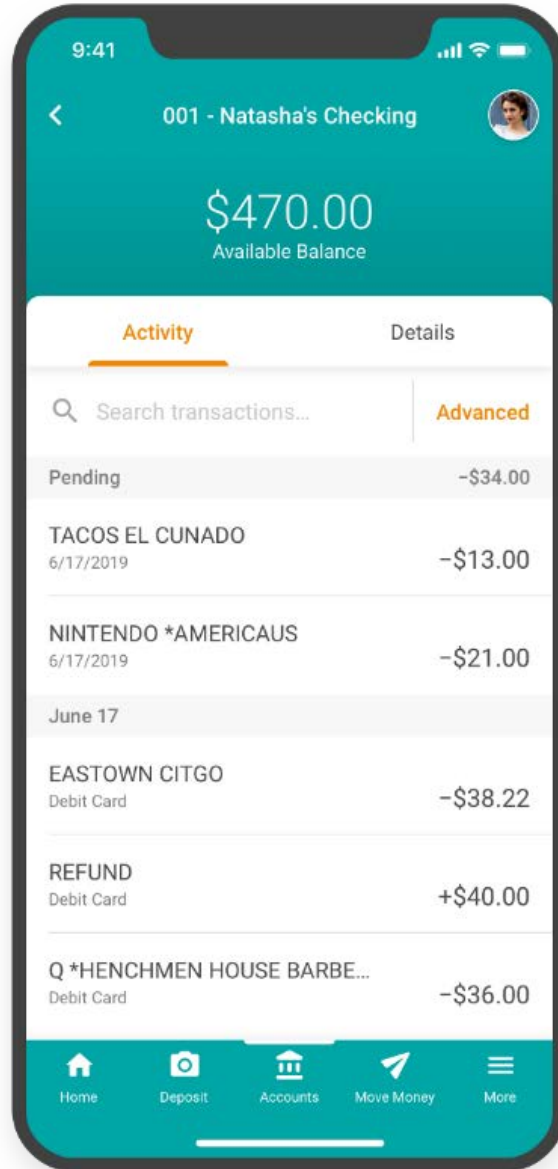 9:41
001 - Natasha's Checking
$470.00
Available Balance
Activity Details
Search transactions... Advanced
Pending −$34.00
TACOS EL CUNADO
6/17/2019 −$13.00
NINTENDO *AMERICAUS
6/17/2019 −$21.00
June 17
EASTOWN CITGO
Debit Card −$38.22
REFUND
Debit Card +$40.00
Q *HENCHMEN HOUSE BARBE...
Debit Card −$36.00
Home Deposit Accounts Move Money More